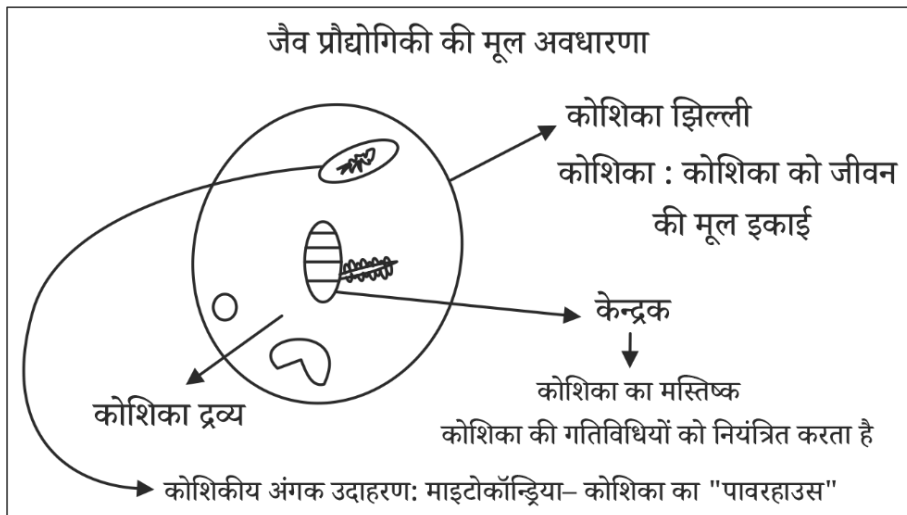 जैव प्रौद्योगिकी की मूल अवधारणा
कोशिका झिल्ली
कोशिका : कोशिका को जीवन
की मूल इकाई
केन्द्रक
कोशिका का मस्तिष्क
कोशिका की गतिविधियों को नियंत्रित करता है
कोशिका द्रव्य
कोशिकीय अंगक उदाहरण: माइटोकॉन्ड्रिया– कोशिका का "पावरहाउस"